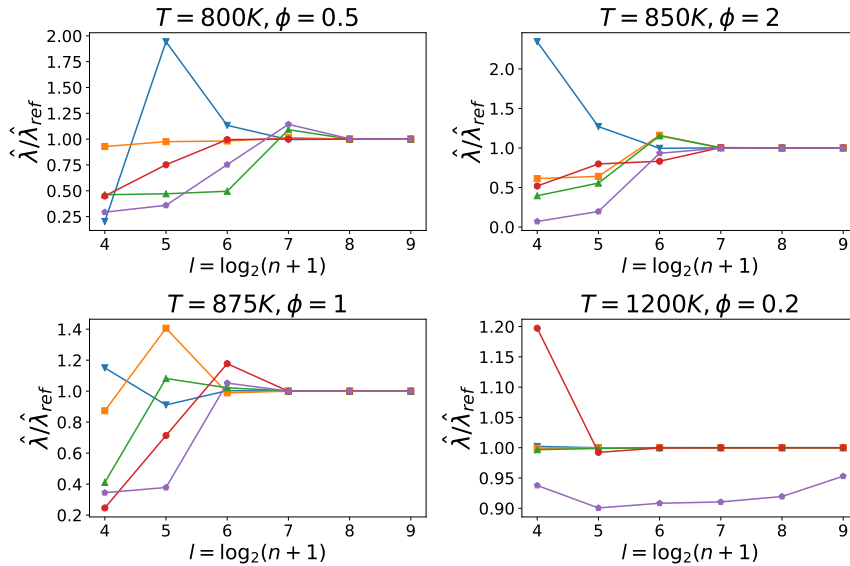 T = 800K, ϕ = 0.5
2.00
1.75
1.50
1.25
1.00
0.75
0.50
0.25
λ̂/λ̂ref
4 5 6 7 8 9
l = log2(n + 1)
T = 850K, ϕ = 2
2.0
1.5
1.0
0.5
0.0
λ̂/λ̂ref
4 5 6 7 8 9
l = log2(n + 1)
T = 875K, ϕ = 1
1.4
1.2
1.0
0.8
0.6
0.4
0.2
λ̂/λ̂ref
4 5 6 7 8 9
l = log2(n + 1)
T = 1200K, ϕ = 0.2
1.20
1.15
1.10
1.05
1.00
0.95
0.90
λ̂/λ̂ref
4 5 6 7 8 9
l = log2(n + 1)